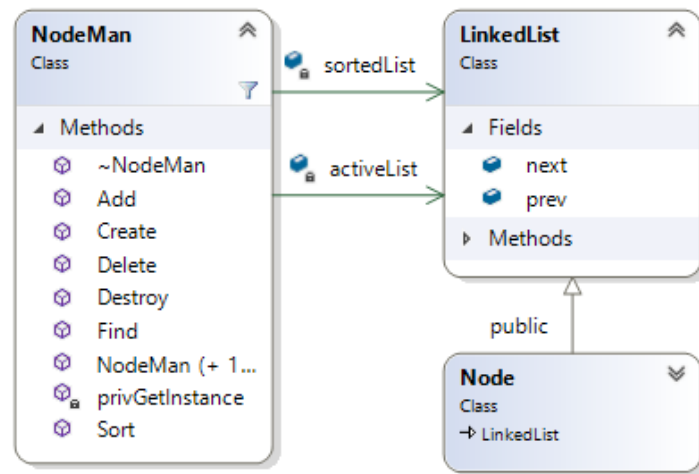 NodeMan
Class
Methods
~NodeMan
Add
Create
Delete
Destroy
Find
NodeMan (+ 1...
privGetInstance
Sort
sortedList
activeList
LinkedList
Class
Fields
next
prev
Methods
public
Node
Class
LinkedList